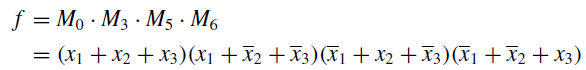 f = M₀ · M₃ · M₅ · M₆
= (x₁ + x₂ + x₃)(x₁ + x̄₂ + x̄₃)(x̄₁ + x₂ + x̄₃)(x̄₁ + x̄₂ + x₃)